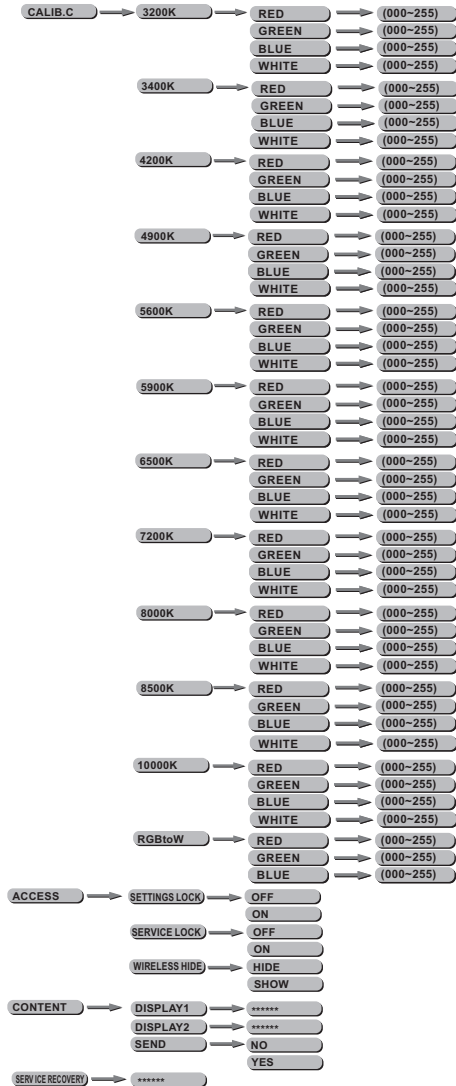 CALIB.C 3200K RED (000~255)
GREEN (000~255)
BLUE (000~255)
WHITE (000~255)
3400K RED (000~255)
GREEN (000~255)
BLUE (000~255)
WHITE (000~255)
4200K RED (000~255)
GREEN (000~255)
BLUE (000~255)
WHITE (000~255)
4900K RED (000~255)
GREEN (000~255)
BLUE (000~255)
WHITE (000~255)
5600K RED (000~255)
GREEN (000~255)
BLUE (000~255)
WHITE (000~255)
5900K RED (000~255)
GREEN (000~255)
BLUE (000~255)
WHITE (000~255)
6500K RED (000~255)
GREEN (000~255)
BLUE (000~255)
WHITE (000~255)
7200K RED (000~255)
GREEN (000~255)
BLUE (000~255)
WHITE (000~255)
8000K RED (000~255)
GREEN (000~255)
BLUE (000~255)
WHITE (000~255)
8500K RED (000~255)
GREEN (000~255)
BLUE (000~255)
WHITE (000~255)
10000K RED (000~255)
GREEN (000~255)
BLUE (000~255)
WHITE (000~255)
RGBtoW RED (000~255)
GREEN (000~255)
BLUE (000~255)
ACCESS SETTINGS LOCK OFF
ON
SERVICE LOCK OFF
ON
WIRELESS HIDE HIDE
SHOW
CONTENT DISPLAY1 ******
DISPLAY2 ******
SEND NO
YES
SERVICE RECOVERY ******